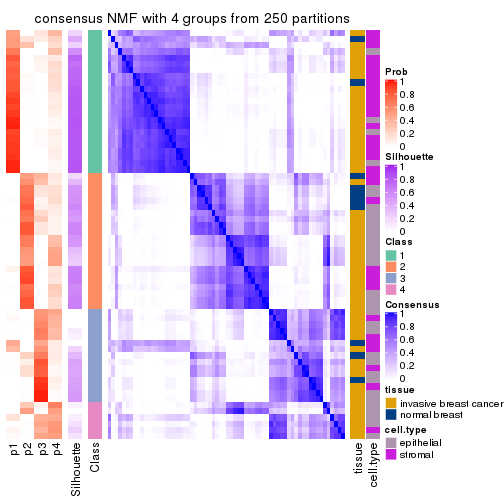 consensus NMF with 4 groups from 250 partitions
Prob
1
0.8
0.6
0.4
0.2
0
Silhouette
1
0.8
0.6
0.4
0.2
0
Class
1
2
3
4
Consensus
1
0.8
0.6
0.4
0.2
0
tissue
invasive breast cancer
normal breast
cell.type
epithelial
stromal
p1
p2
p3
p4
Silhouette
Class
tissue
cell.type